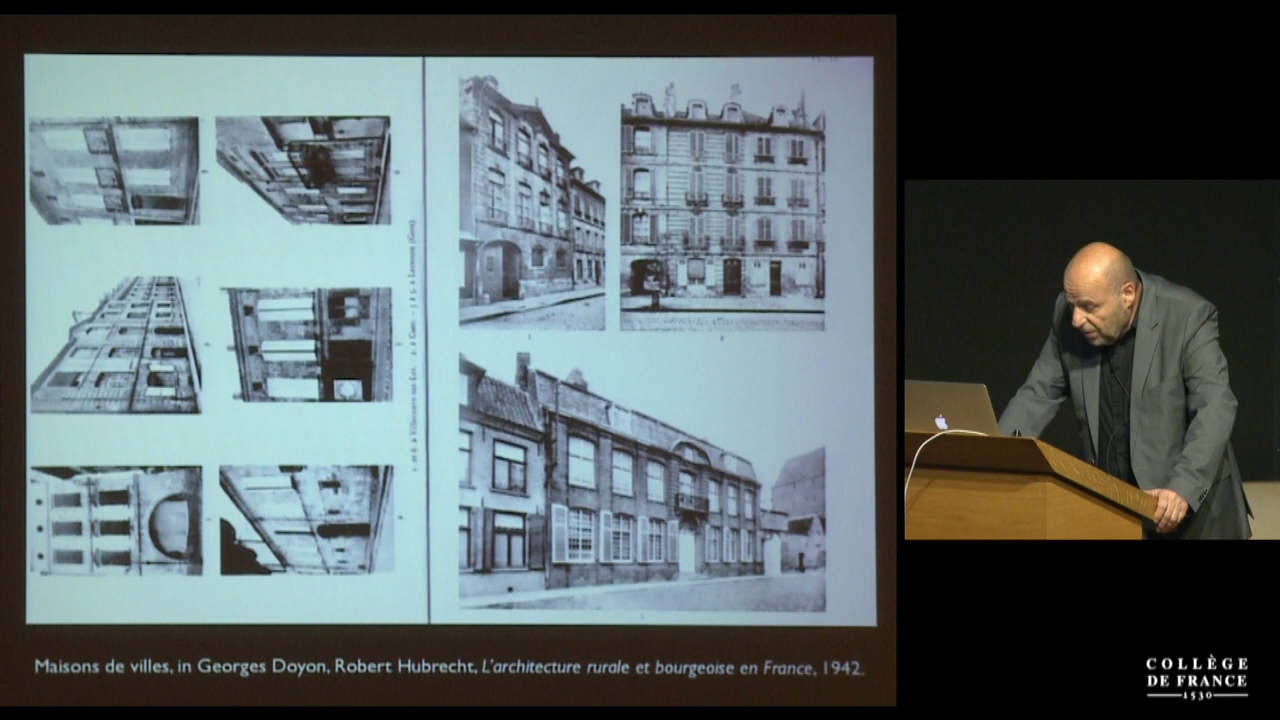 Maisons de villes, in Georges Doyon, Robert Hubrecht, L'architecture rurale et bourgeoise en France, 1942.
COLLÈGE
DE FRANCE
1530